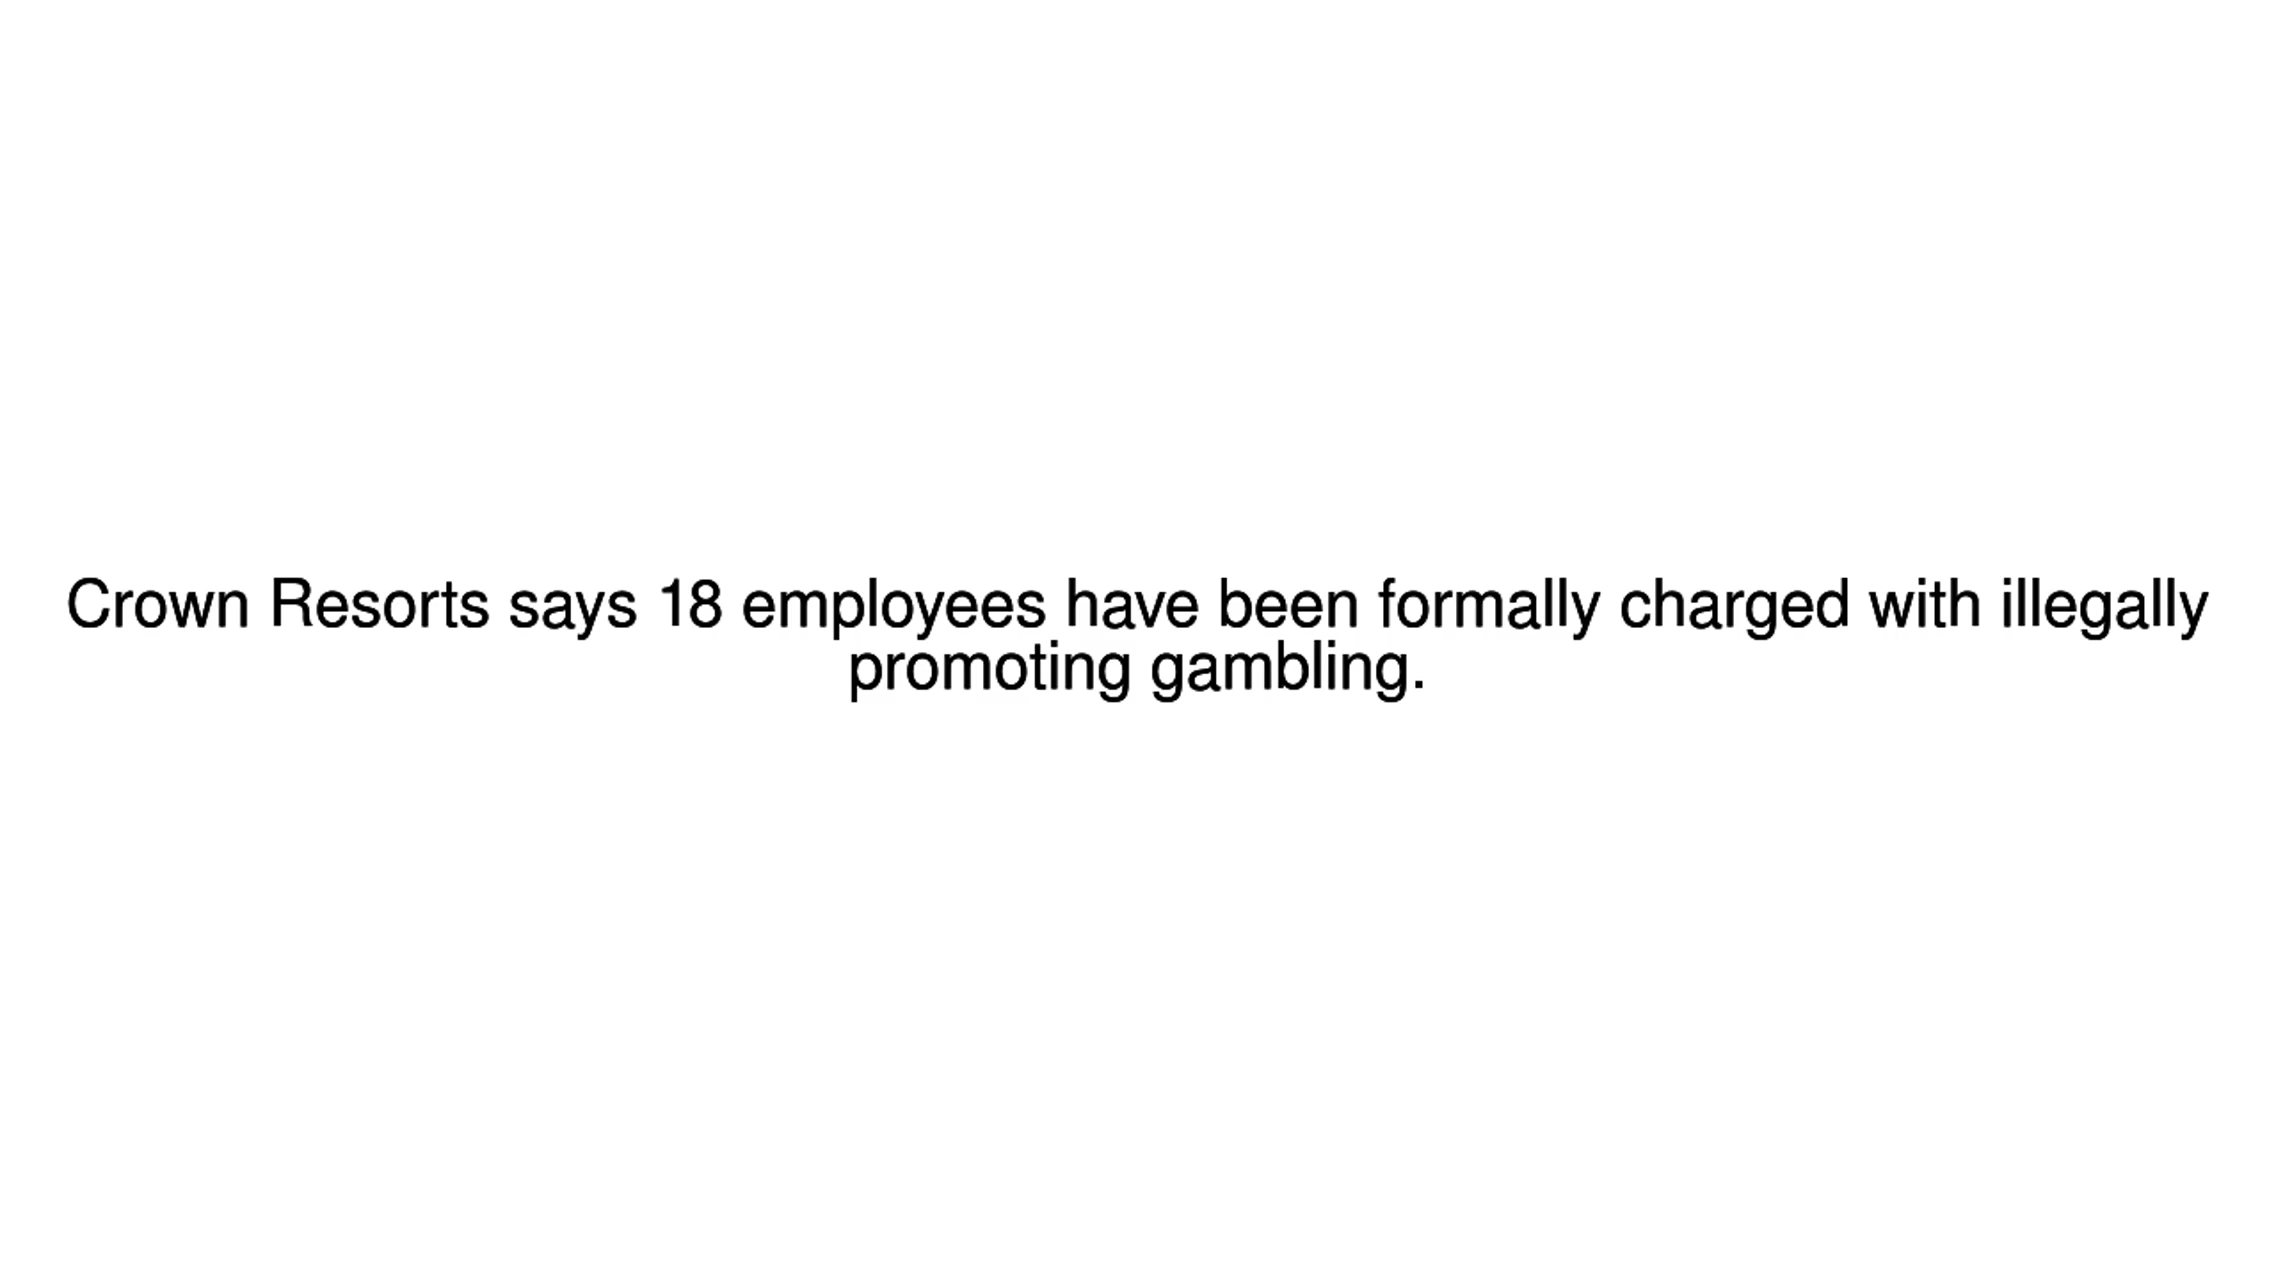 Crown Resorts says 18 employees have been formally charged with illegally
promoting gambling.